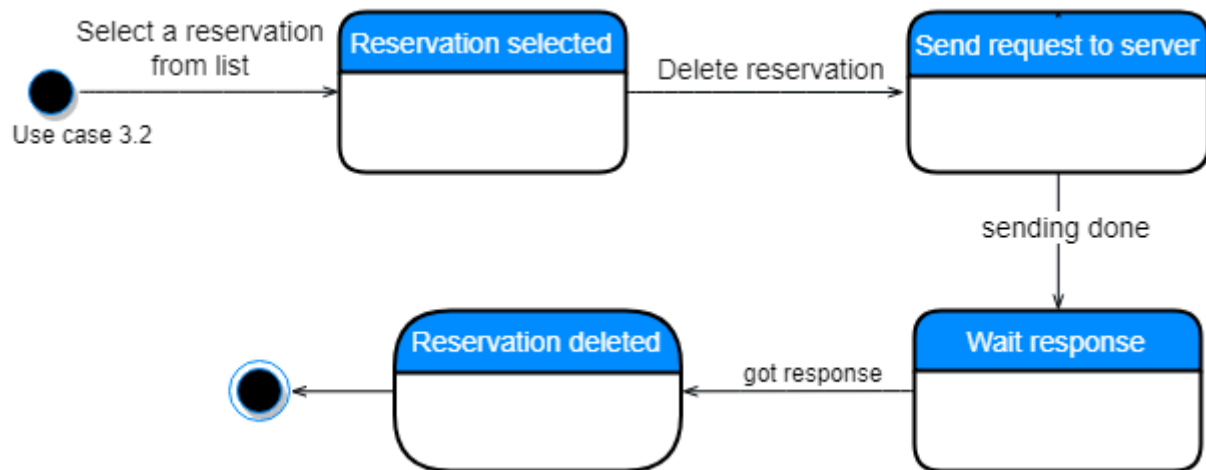 Select a reservation
from list
Reservation selected
Delete reservation
Send request to server
Use case 3.2
sending done
Wait response
got response
Reservation deleted